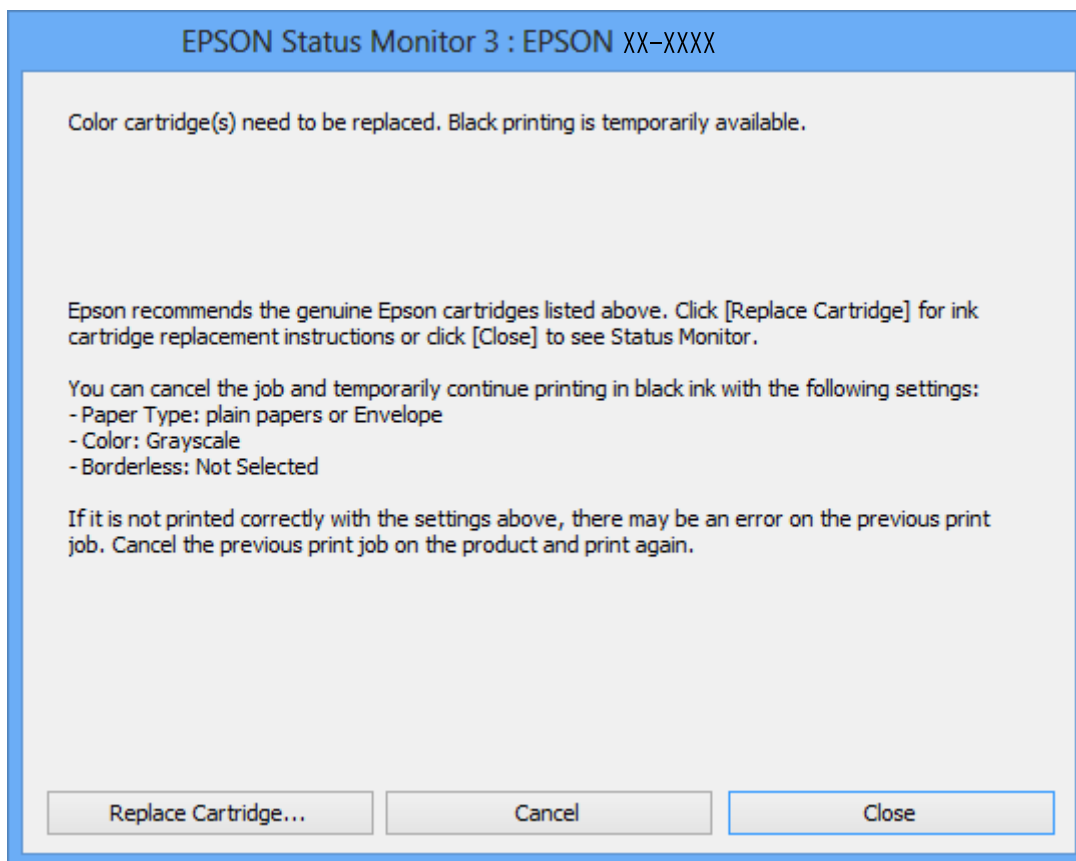 EPSON Status Monitor 3 : EPSON XX-XXXX
Color cartridge(s) need to be replaced. Black printing is temporarily available.
Epson recommends the genuine Epson cartridges listed above. Click [Replace Cartridge] for ink
cartridge replacement instructions or click [Close] to see Status Monitor.
You can cancel the job and temporarily continue printing in black ink with the following settings:
- Paper Type: plain papers or Envelope
- Color: Grayscale
- Borderless: Not Selected
If it is not printed correctly with the settings above, there may be an error on the previous print
job. Cancel the previous print job on the product and print again.
Replace Cartridge...
Cancel
Close